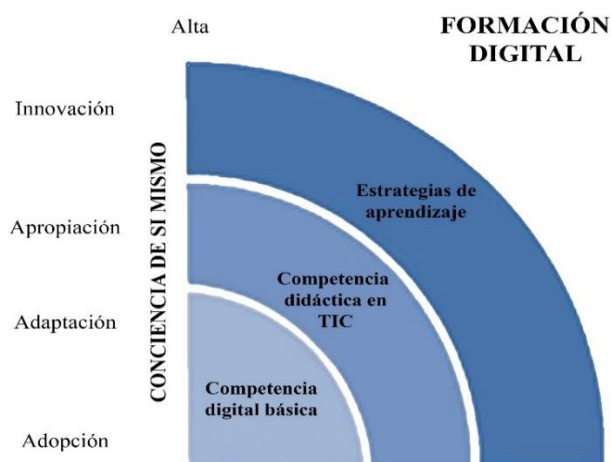 Alta
FORMACIÓN
DIGITAL
Innovación
CONCIENCIA DE SI MISMO
Estrategias de
aprendizaje
Apropiación
Competencia
didáctica en
TIC
Adaptación
Competencia
digital básica
Adopción